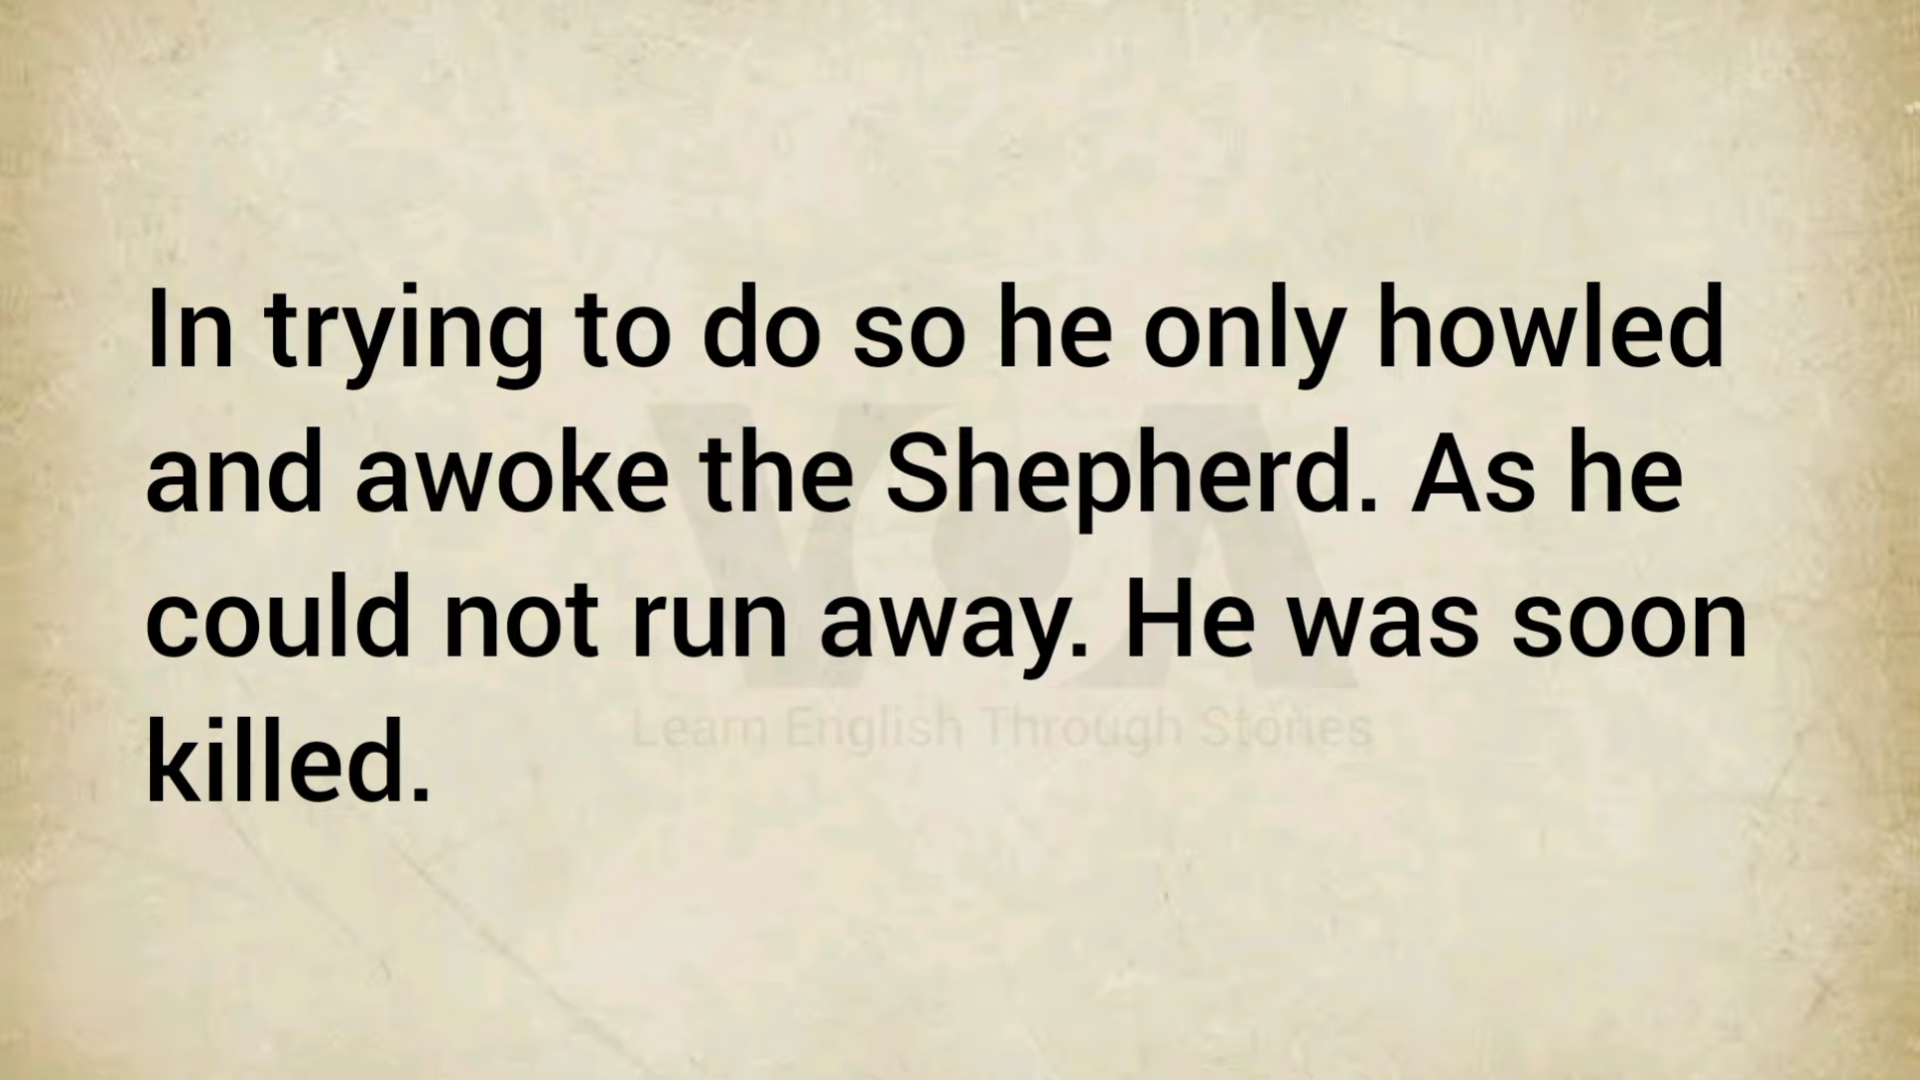 In trying to do so he only howled
and awoke the Shepherd. As he
could not run away. He was soon
killed.
VOA
Learn English Through Stories